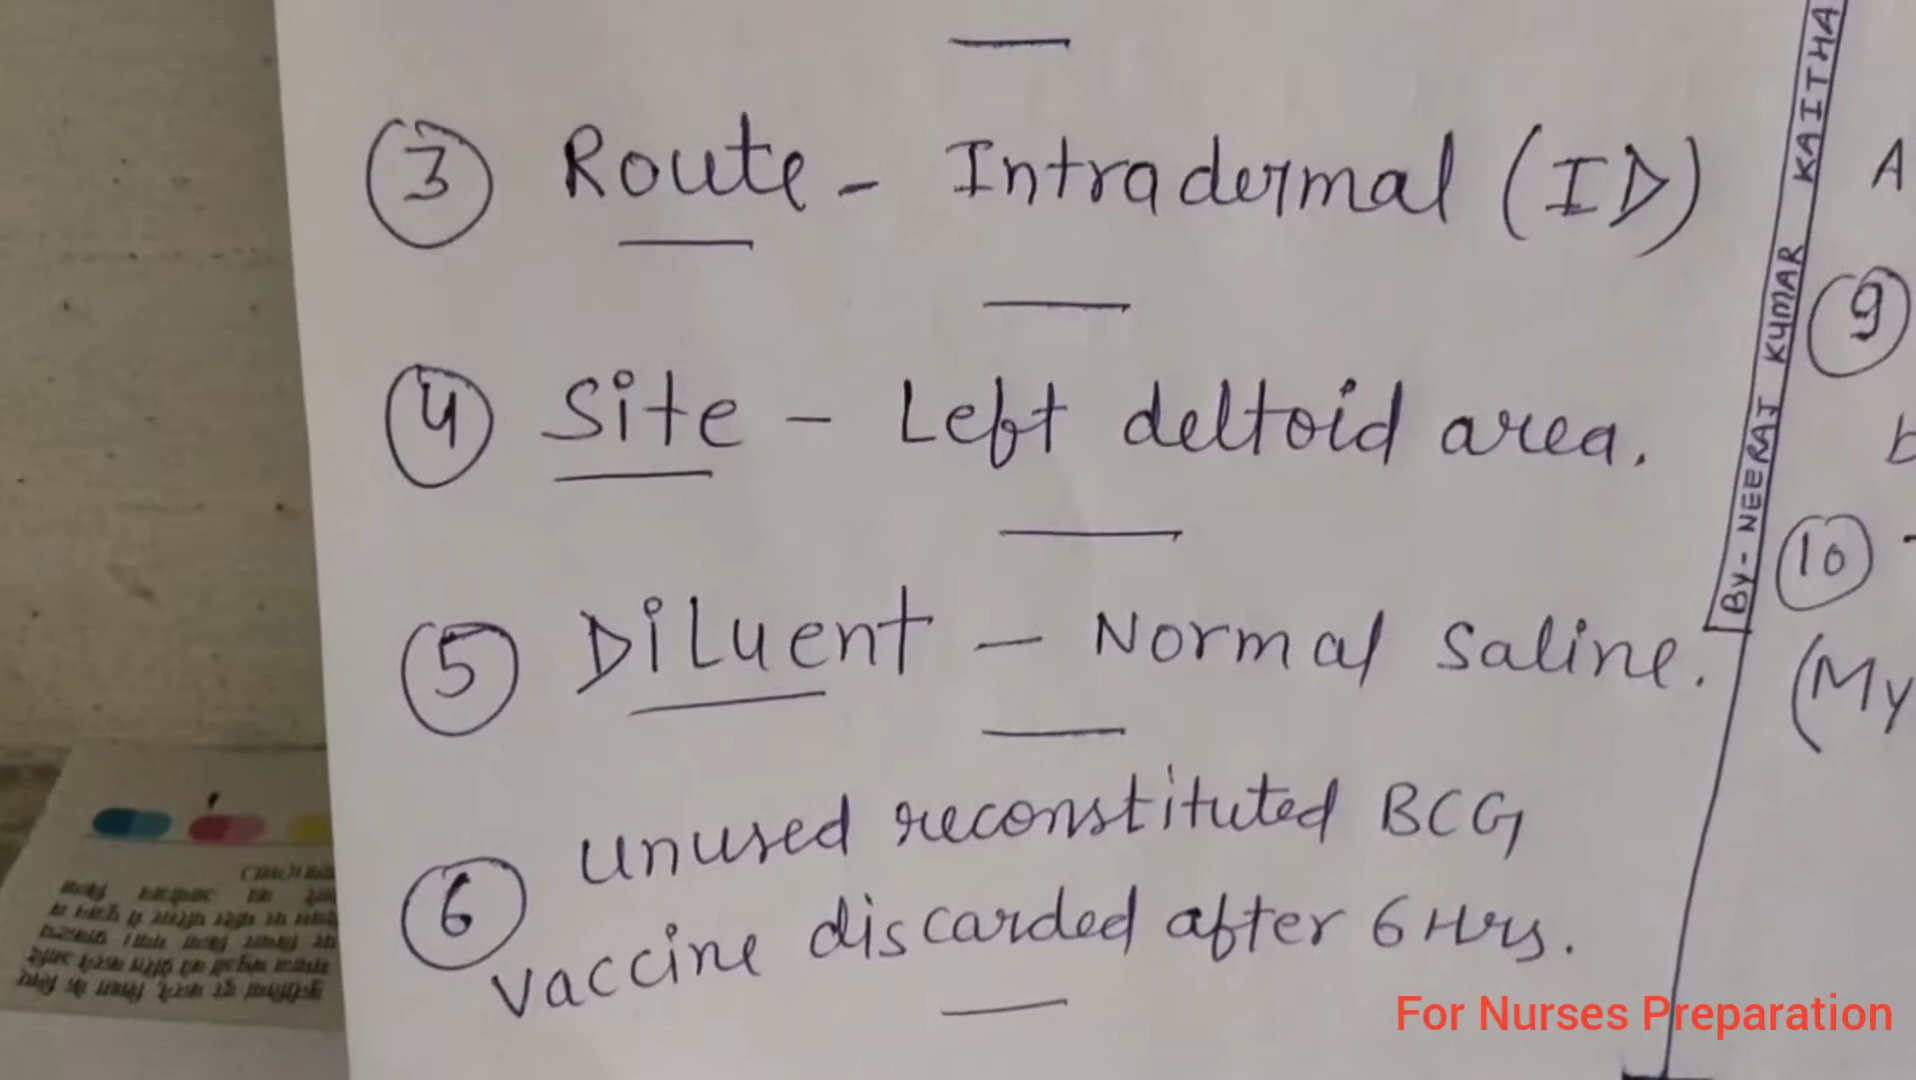 ③ Route - Intradermal (ID)
④ Site - Left deltoid area.
⑤ DiLuent - Normal saline.
⑥ unused reconstituted BCG
vaccine discarded after 6 Hrs.
By - NEERAJ KUMAR KAITHA
A
⑨
b
⑩
(My
For Nurses Preparation